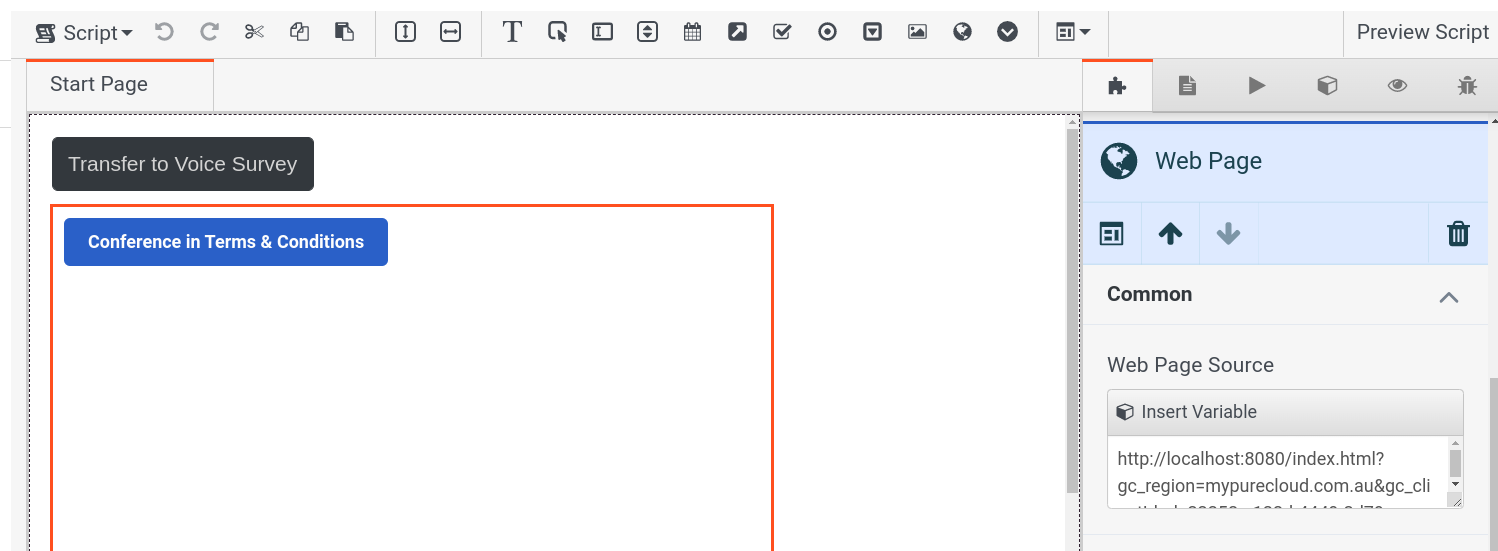 Script
Preview Script
Start Page
Transfer to Voice Survey
Web Page
Conference in Terms & Conditions
Common
Web Page Source
Insert Variable
http://localhost:8080/index.html?
gc_region=mypurecloud.com.au&gc_cli